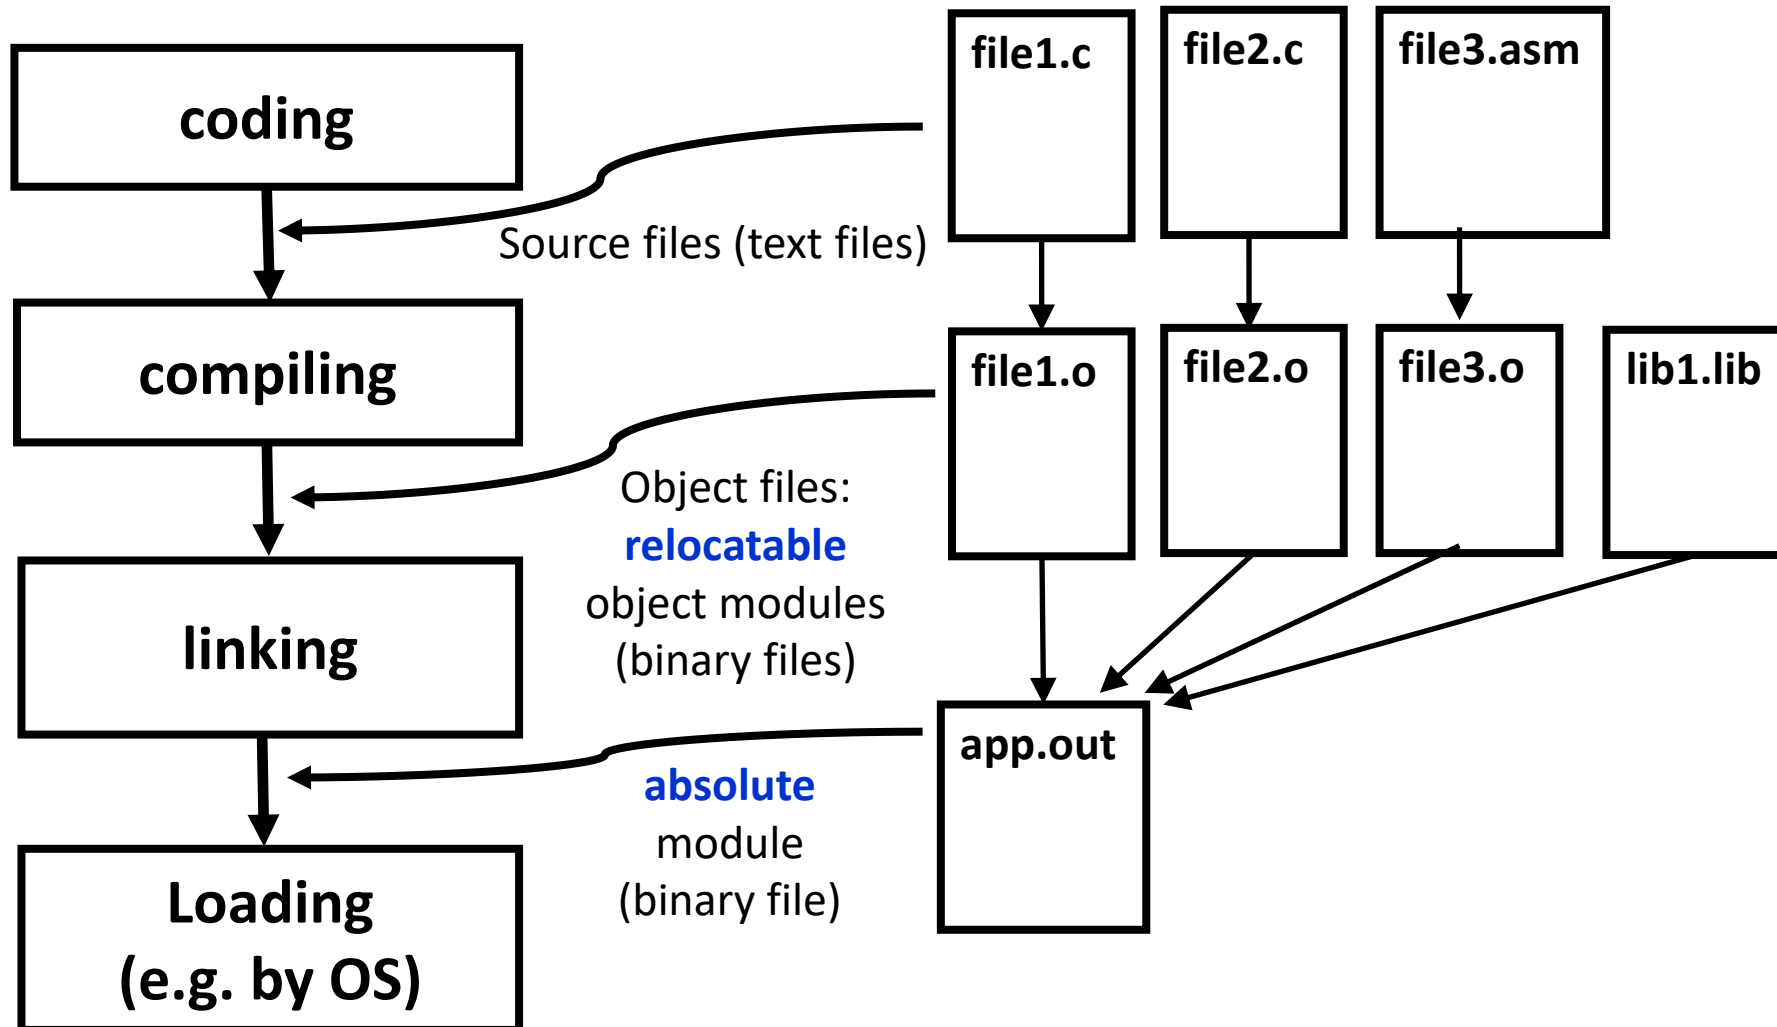 coding
compiling
linking
Loading
(e.g. by OS)
Source files (text files)
Object files:
relocatable
object modules
(binary files)
absolute
module
(binary file)
file1.c
file2.c
file3.asm
file1.o
file2.o
file3.o
lib1.lib
app.out